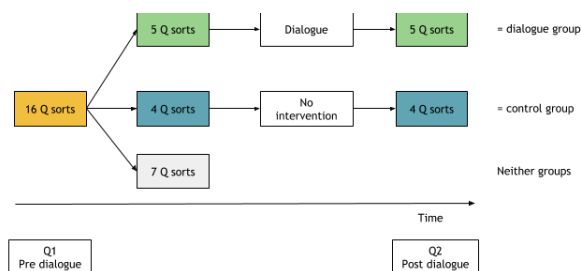 5 Q sorts
Dialogue
5 Q sorts
= dialogue group
16 Q sorts
4 Q sorts
No
intervention
4 Q sorts
= control group
7 Q sorts
Neither groups
Time
Q1
Pre dialogue
Q2
Post dialogue